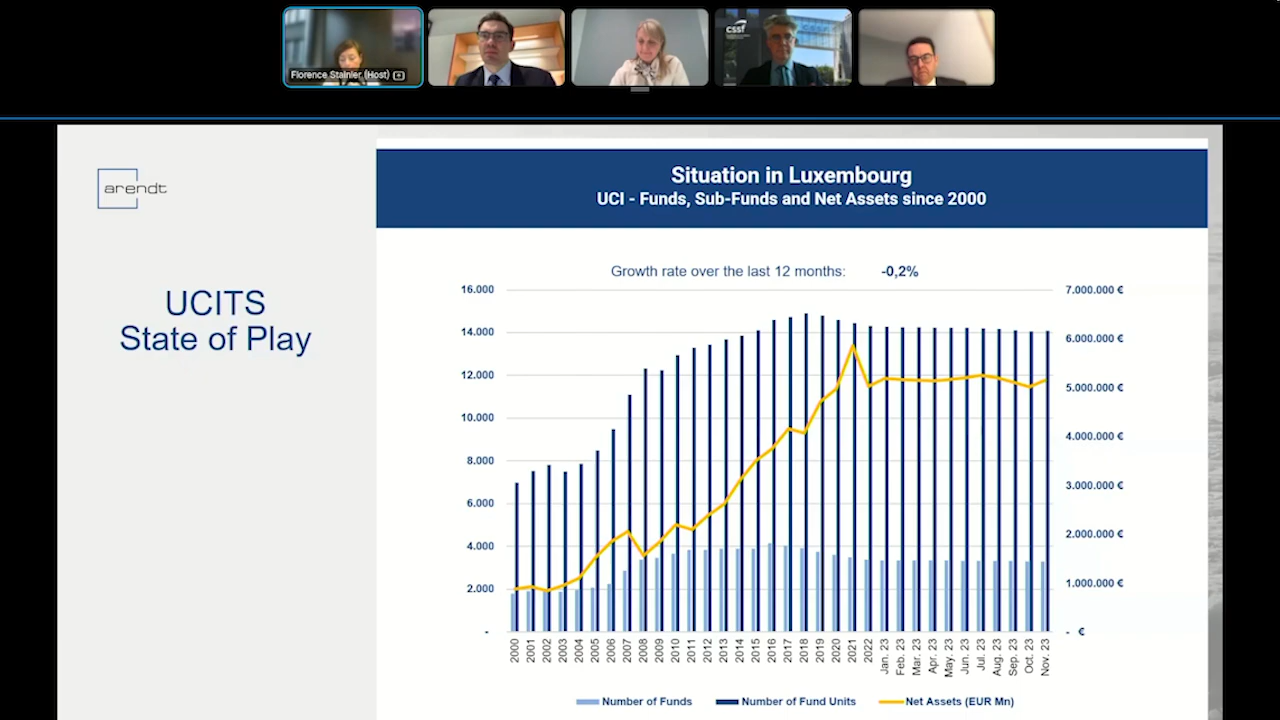 Florence Stainier (Host)
cssf
arendt
UCITS
State of Play
Situation in Luxembourg
UCI - Funds, Sub-Funds and Net Assets since 2000
Growth rate over the last 12 months: -0,2%
16.000
14.000
12.000
10.000
8.000
6.000
4.000
2.000
-
7.000.000 €
6.000.000 €
5.000.000 €
4.000.000 €
3.000.000 €
2.000.000 €
1.000.000 €
- €
2000
2001
2002
2003
2004
2005
2006
2007
2008
2009
2010
2011
2012
2013
2014
2015
2016
2017
2018
2019
2020
2021
2022
Jan. 23
Feb. 23
Mar. 23
Apr. 23
May. 23
Jun. 23
Jul. 23
Aug. 23
Sep. 23
Oct. 23
Nov. 23
Number of Funds
Number of Fund Units
Net Assets (EUR Mn)